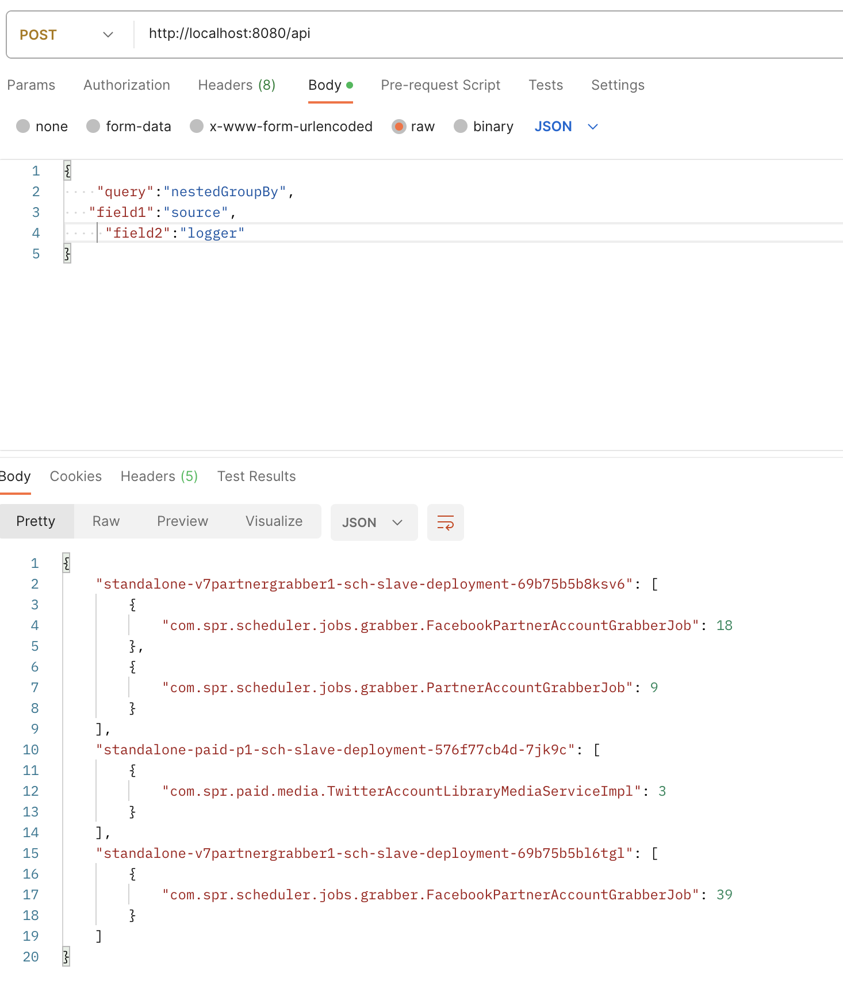 POST http://localhost:8080/api
Params Authorization Headers (8) Body Pre-request Script Tests Settings
none form-data x-www-form-urlencoded raw binary JSON
1 {
2 "query":"nestedGroupBy",
3 "field1":"source",
4 "field2":"logger"
5 }
Body Cookies Headers (5) Test Results
Pretty Raw Preview Visualize JSON
1 {
2 "standalone-v7partnergrabber1-sch-slave-deployment-69b75b5b8ksv6": [
3 {
4 "com.spr.scheduler.jobs.grabber.FacebookPartnerAccountGrabberJob": 18
5 },
6 {
7 "com.spr.scheduler.jobs.grabber.PartnerAccountGrabberJob": 9
8 }
9 ],
10 "standalone-paid-p1-sch-slave-deployment-576f77cb4d-7jk9c": [
11 {
12 "com.spr.paid.media.TwitterAccountLibraryMediaServiceImpl": 3
13 }
14 ],
15 "standalone-v7partnergrabber1-sch-slave-deployment-69b75b5bl6tgl": [
16 {
17 "com.spr.scheduler.jobs.grabber.FacebookPartnerAccountGrabberJob": 39
18 }
19 ]
20 }